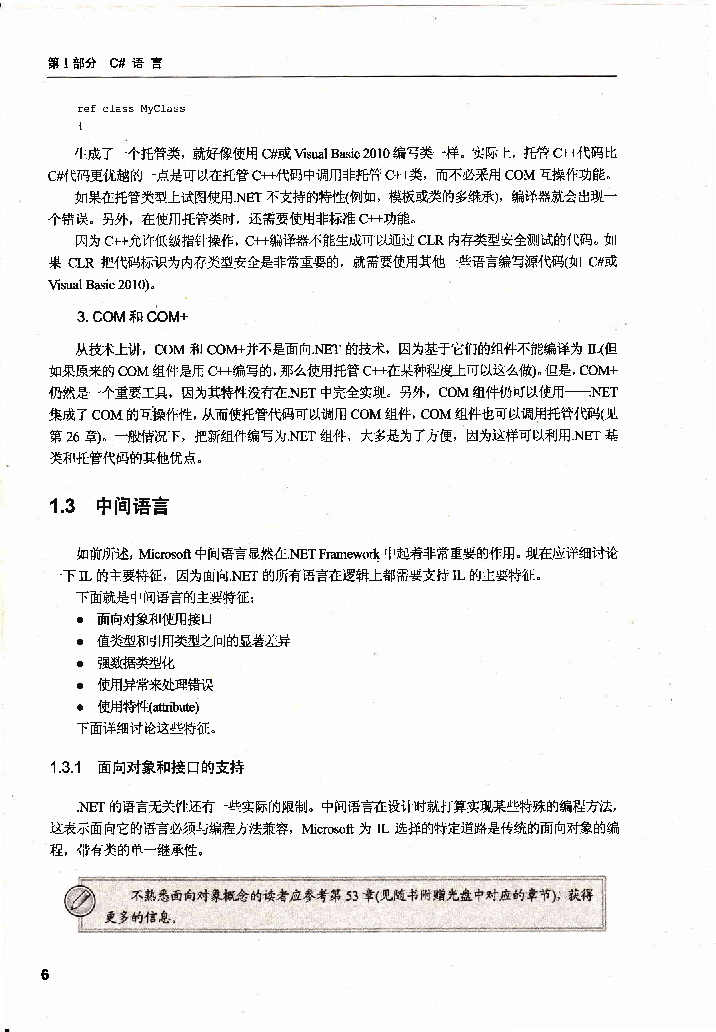 第1部分 C# 语 言
ref class MyClass
{
生成了一个托管类，就好像使用C#或Visual Basic 2010编写类一样。实际上，托管C++代码比
C#代码更优越的一点是可以在托管C++代码中调用非托管C++类，而不必采用COM互操作功能。
如果在托管类型上试图使用.NET不支持的特性(例如，模板或类的多继承)，编译器就会出现一
个错误。另外，在使用托管类时，还需要使用非标准C++功能。
因为C++允许低级指针操作，C++编译器不能生成可以通过CLR内存类型安全测试的代码。如
果 CLR 把代码标识为内存类型安全是非常重要的，就需要使用其他一些语言编写源代码(如 C#或
Visual Basic 2010)。
3. COM 和 COM+
从技术上讲，COM 和 COM+并不是面向.NET 的技术，因为基于它们的组件不能编译为 IL(但
如果原来的 COM 组件是用 C++编写的，那么使用托管 C++在某种程度上可以这么做)。但是，COM+
仍然是一个重要工具，因为其特性没有在.NET 中完全实现。另外，COM 组件仍可以使用——.NET
集成了 COM 的互操作性，从而使托管代码可以调用 COM 组件，COM 组件也可以调用托管代码(见
第 26 章)。一般情况下，把新组件编写为.NET 组件，大多是为了方便，因为这样可以利用.NET 基
类和托管代码的其他优点。
1.3 中间语言
如前所述，Microsoft 中间语言显然在.NET Framework 中起着非常重要的作用。现在应详细讨论
一下 IL 的主要特征，因为面向.NET 的所有语言在逻辑上都需要支持 IL 的主要特征。
下面就是中间语言的主要特征：
● 面向对象和使用接口
● 值类型和引用类型之间的显著差异
● 强数据类型化
● 使用异常来处理错误
● 使用特性(attribute)
下面详细讨论这些特征。
1.3.1 面向对象和接口的支持
.NET 的语言无关性还有一些实际的限制。中间语言在设计时就打算实现某些特殊的编程方法，
这表示面向它的语言必须与编程方法兼容，Microsoft 为 IL 选择的特定道路是传统的面向对象的编
程，带有类的单一继承性。
不熟悉面向对象概念的读者应参考第 53 章(见随书附赠光盘中对应的章节)，获得
更多的信息。
6